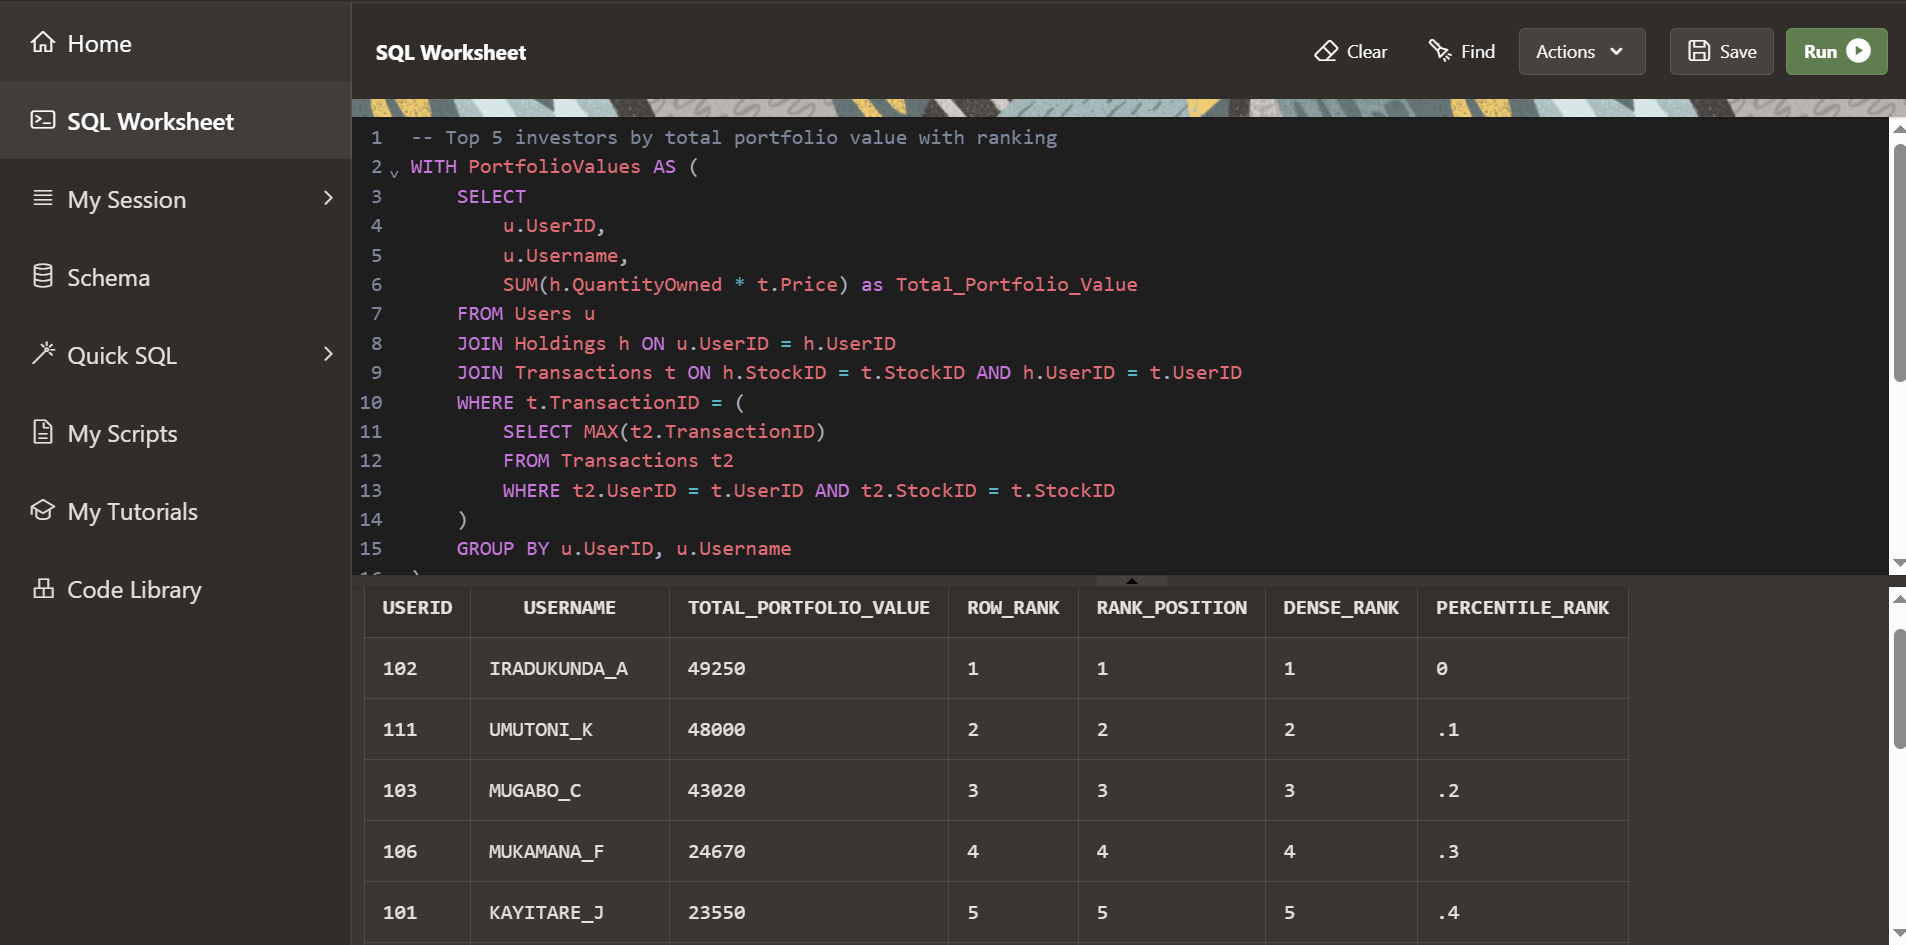 Home
SQL Worksheet
My Session
Schema
Quick SQL
My Scripts
My Tutorials
Code Library
SQL Worksheet
Clear
Find
Actions
Save
Run
1 -- Top 5 investors by total portfolio value with ranking
2 WITH PortfolioValues AS (
3 SELECT
4 u.UserID,
5 u.Username,
6 SUM(h.QuantityOwned * t.Price) as Total_Portfolio_Value
7 FROM Users u
8 JOIN Holdings h ON u.UserID = h.UserID
9 JOIN Transactions t ON h.StockID = t.StockID AND h.UserID = t.UserID
10 WHERE t.TransactionID = (
11 SELECT MAX(t2.TransactionID)
12 FROM Transactions t2
13 WHERE t2.UserID = t.UserID AND t2.StockID = t.StockID
14 )
15 GROUP BY u.UserID, u.Username
USERID USERNAME TOTAL_PORTFOLIO_VALUE ROW_RANK RANK_POSITION DENSE_RANK PERCENTILE_RANK
102 IRADUKUNDA_A 49250 1 1 1 0
111 UMUTONI_K 48000 2 2 2 .1
103 MUGABO_C 43020 3 3 3 .2
106 MUKAMANA_F 24670 4 4 4 .3
101 KAYITARE_J 23550 5 5 5 .4